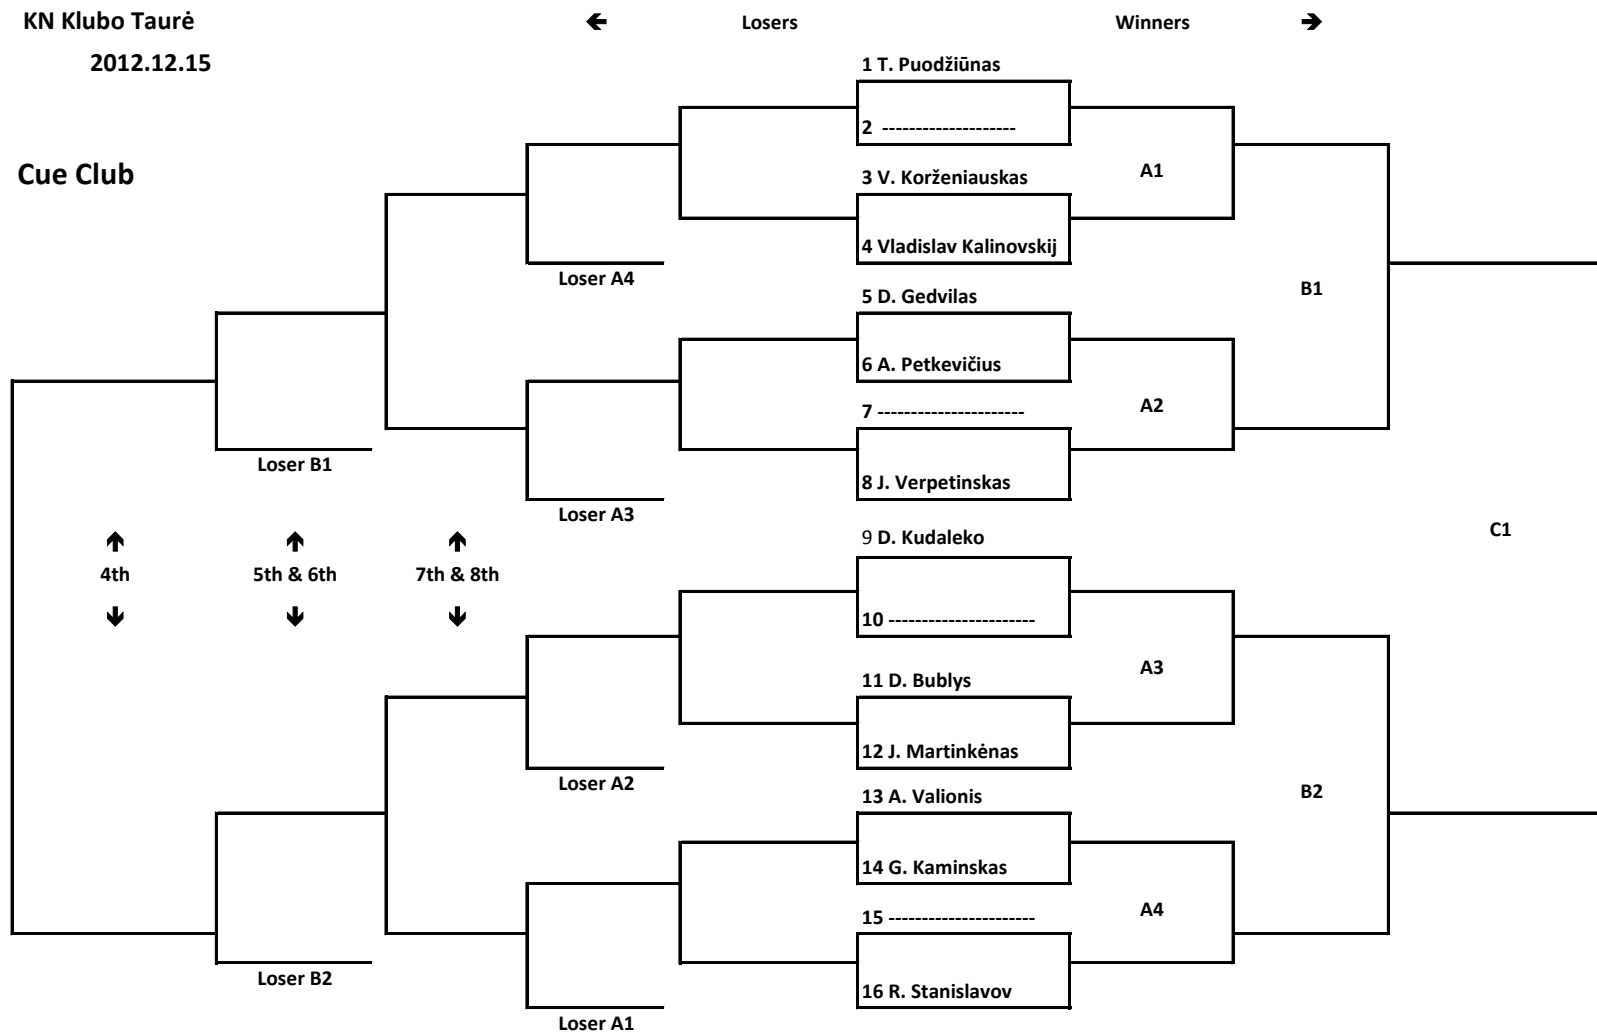 KN Klubo Taurė
🡨 Losers Winners 🡪
2012.12.15
1 T. Puodžiūnas
2 --------------------
Cue Club
A1
3 V. Korženiauskas
4 Vladislav Kalinovskij
Loser A4
B1
5 D. Gedvilas
6 A. Petkevičius
A2
7 ----------------------
Loser B1
8 J. Verpetinskas
Loser A3
9 D. Kudaleko
C1
4th 5th & 6th 7th & 8th
10 ----------------------
A3
11 D. Bublys
12 J. Martinkėnas
Loser A2
B2
13 A. Valionis
14 G. Kaminskas
A4
15 ----------------------
Loser B2
16 R. Stanislavov
Loser A1